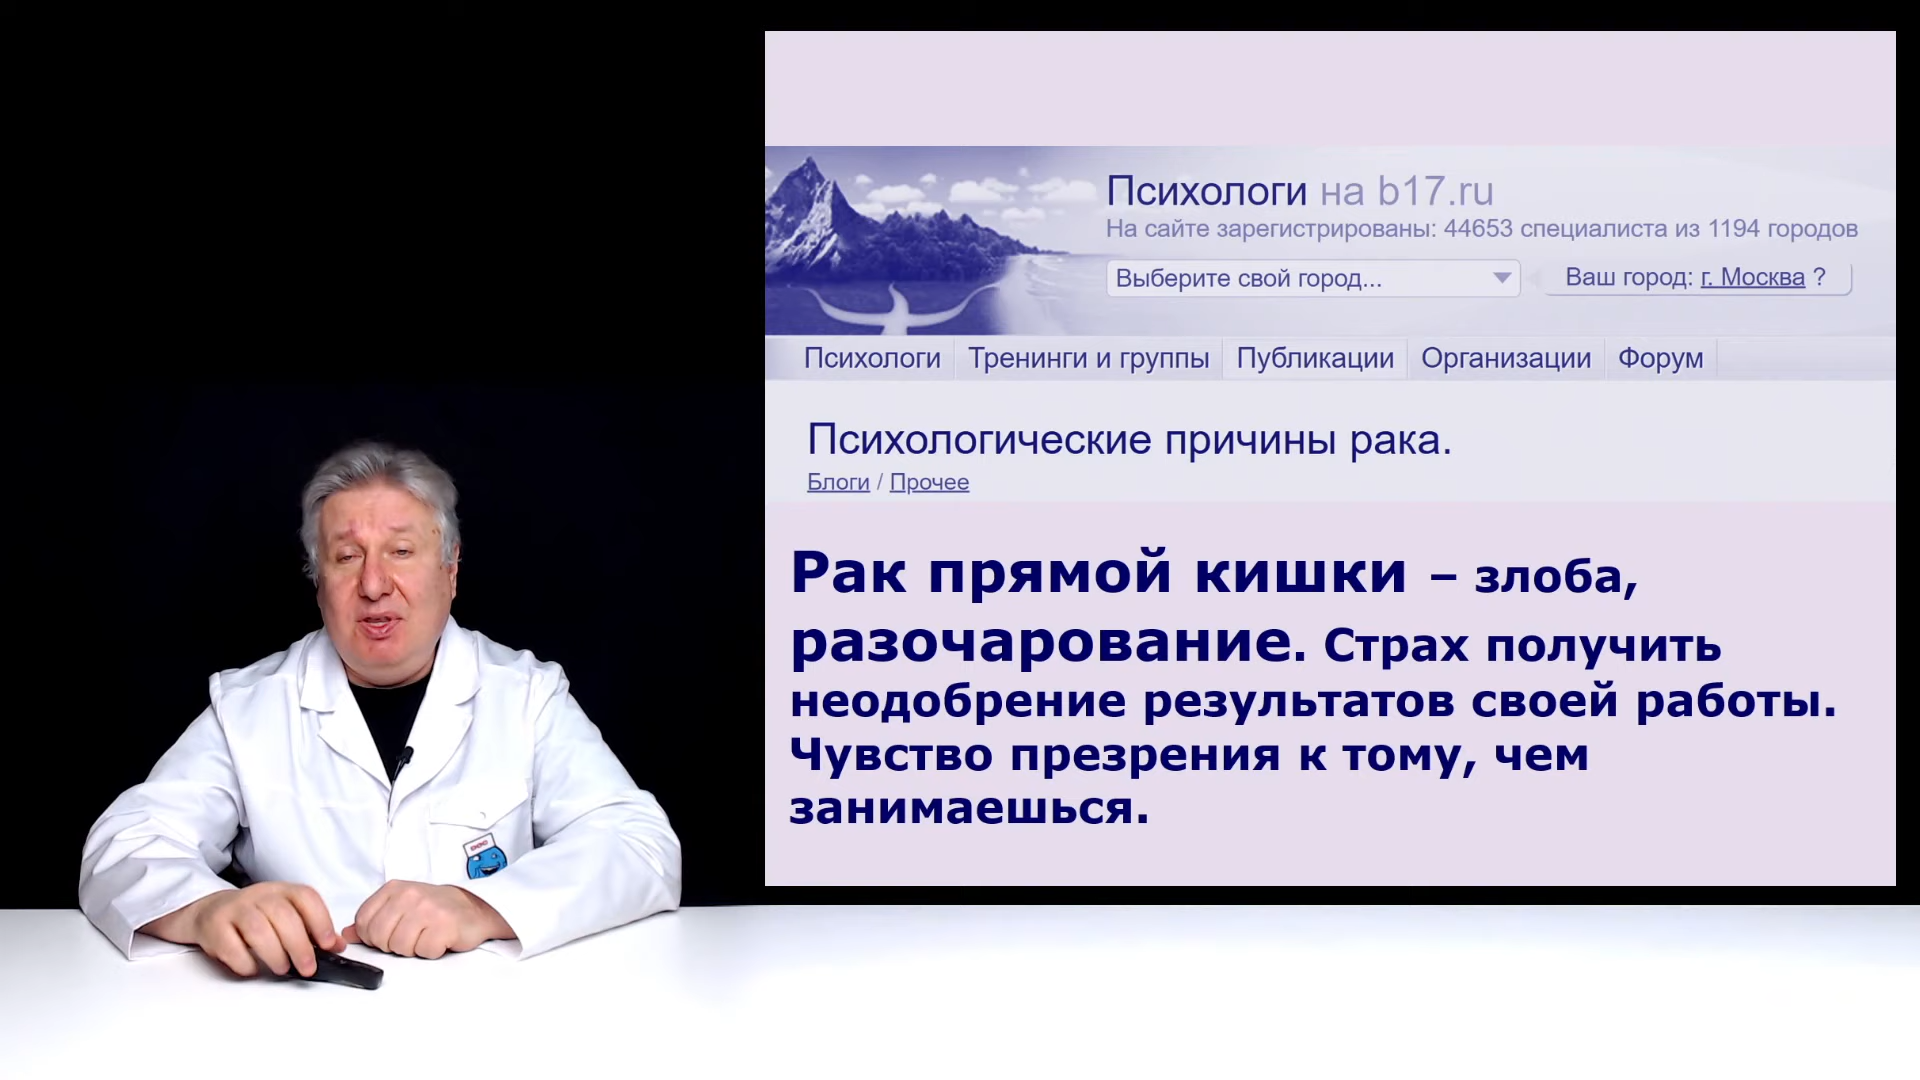 Психологи на b17.ru
На сайте зарегистрированы: 44653 специалиста из 1194 городов
Выберите свой город...
Ваш город: г. Москва ?
Психологи
Тренинги и группы
Публикации
Организации
Форум
Психологические причины рака.
Блоги / Прочее
Рак прямой кишки – злоба,
разочарование. Страх получить
неодобрение результатов своей работы.
Чувство презрения к тому, чем
занимаешься.